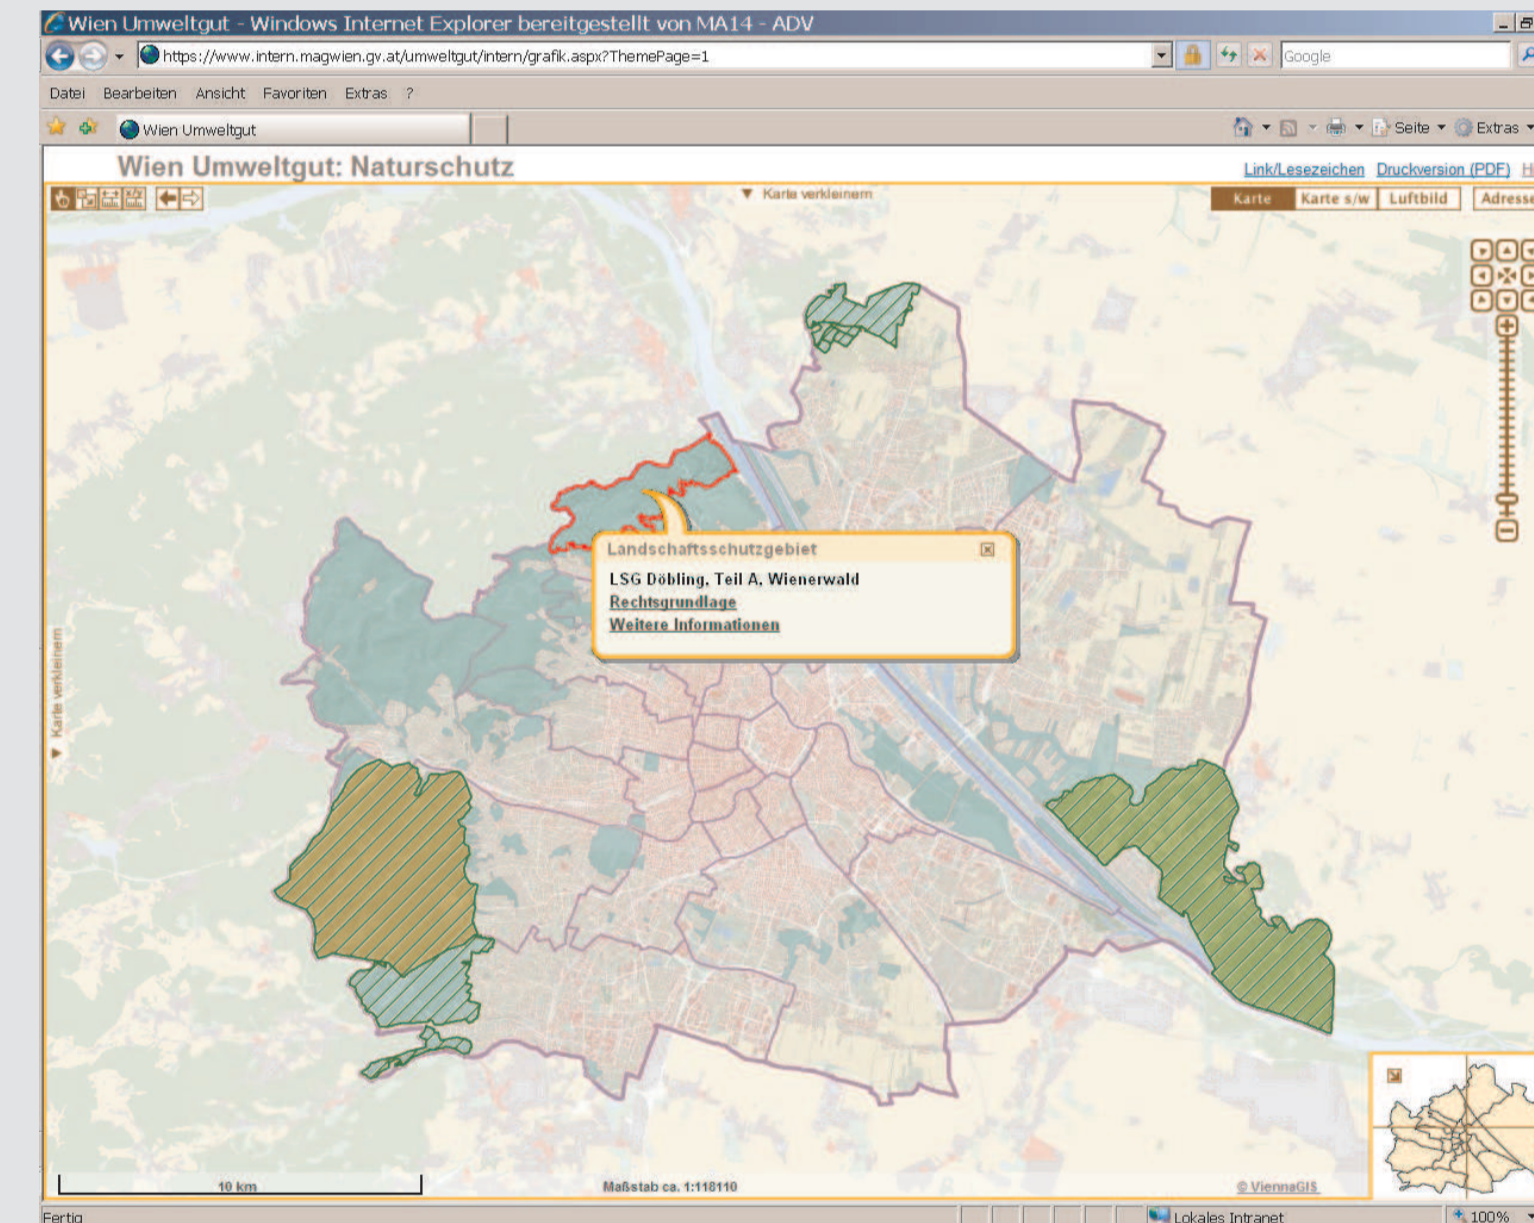 Wien Umweltgut - Windows Internet Explorer bereitgestellt von MA14 - ADV
https://www.intern.magwien.gv.at/umweltgut/intern/grafik.aspx?ThemePage=1
Google
Datei Bearbeiten Ansicht Favoriten Extras ?
Wien Umweltgut
Seite Extras
Wien Umweltgut: Naturschutz
Link/Lesezeichen Druckversion (PDF)
Karte verkleinern
Karte Karte s/w Luftbild Adresse
Landschaftsschutzgebiet
LSG Döbling, Teil A, Wienerwald
Rechtsgrundlage
Weitere Informationen
Karte verkleinern
10 km
Maßstab ca. 1:118110
© ViennaGIS
Fertig
Lokales Intranet
100%